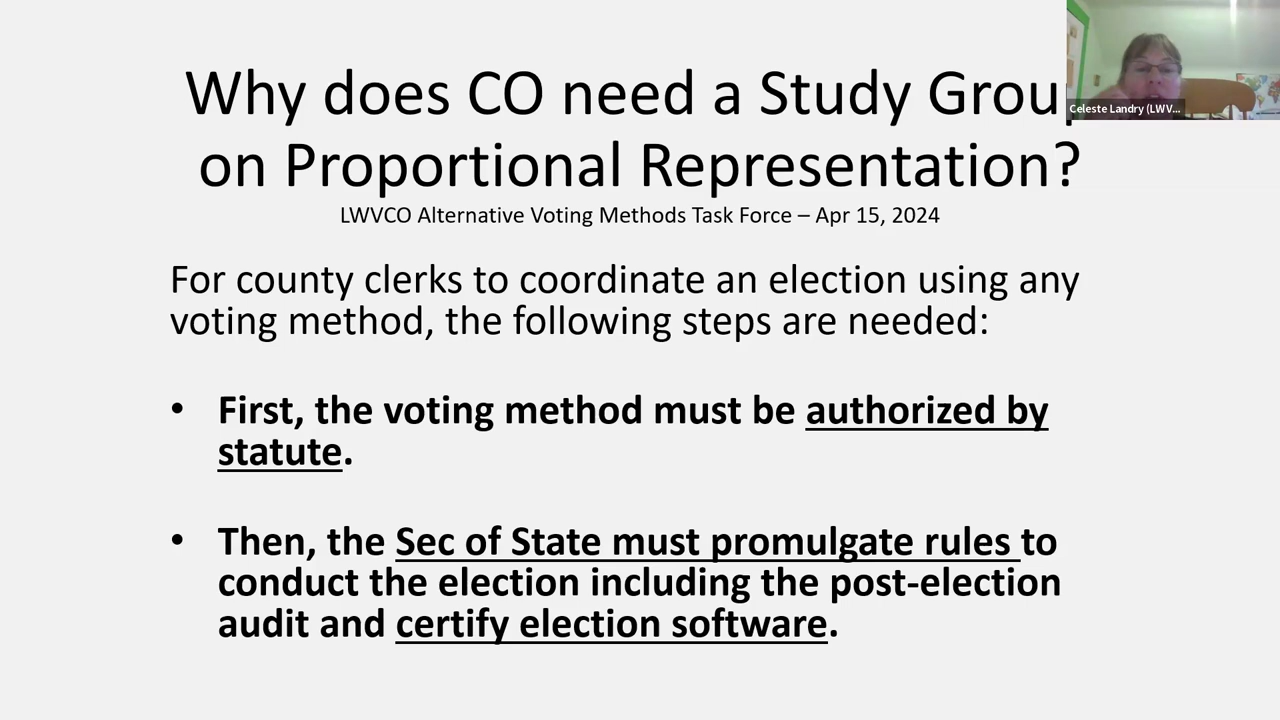 Why does CO need a Study Group
on Proportional Representation?
LWVCO Alternative Voting Methods Task Force – Apr 15, 2024
Celeste Landry (LWV...
For county clerks to coordinate an election using any
voting method, the following steps are needed:
• First, the voting method must be authorized by
statute.
• Then, the Sec of State must promulgate rules to
conduct the election including the post-election
audit and certify election software.